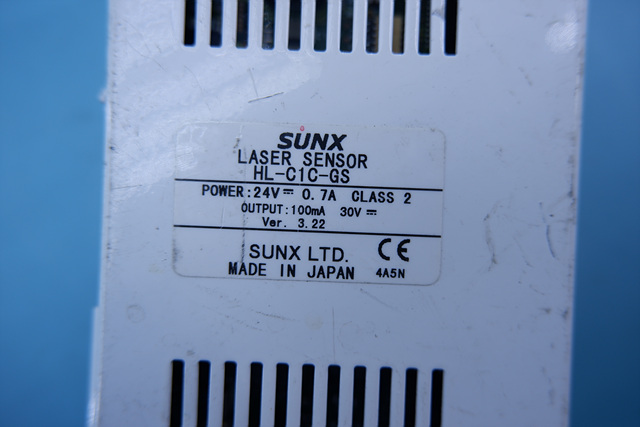 SUNX
LASER SENSOR
HL-C1C-GS
POWER:24V⎓ 0.7A CLASS 2
OUTPUT:100mA 30V⎓
Ver. 3.22
SUNX LTD. CE
MADE IN JAPAN 4A5N